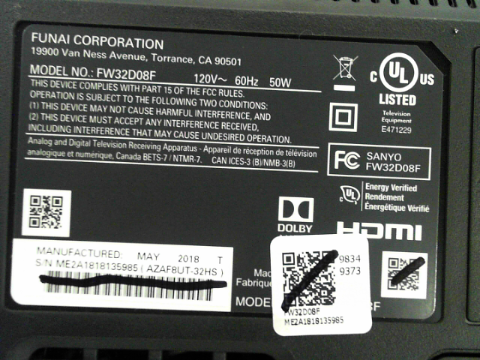 FUNAI CORPORATION
19900 Van Ness Avenue, Torrance, CA 90501
MODEL NO.: FW32D08F 120V~ 60Hz 50W
THIS DEVICE COMPLIES WITH PART 15 OF THE FCC RULES.
OPERATION IS SUBJECT TO THE FOLLOWING TWO CONDITIONS:
(1) THIS DEVICE MAY NOT CAUSE HARMFUL INTERFERENCE, AND
(2) THIS DEVICE MUST ACCEPT ANY INTERFERENCE RECEIVED,
INCLUDING INTERFERENCE THAT MAY CAUSE UNDESIRED OPERATION.
Analog and Digital Television Receiving Apparatus - Appareil de réception de télévision
analogique et numérique, Canada BETS-7 / NTMR-7. CAN ICES-3 (B)/NMB-3(B)
C UL US
LISTED
Television
Equipment
E471229
FC SANYO
FW32D08F
UL Energy Verified
Rendement
Énergétique Vérifié
DOLBY
HDMI
MANUFACTURED: MAY 2018 T
S/N ME2A1818135985 ( AZAF8UT-32HS )
Fabriqu
MODE
9834
9373
FW32D08F
ME2A1818135985